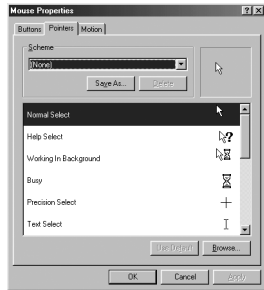 Mouse Properties
Buttons Pointers Motion
Scheme
(None)
Save As... Delete
Normal Select
Help Select
Working In Background
Busy
Precision Select
Text Select
Use Default Browse...
OK Cancel Apply